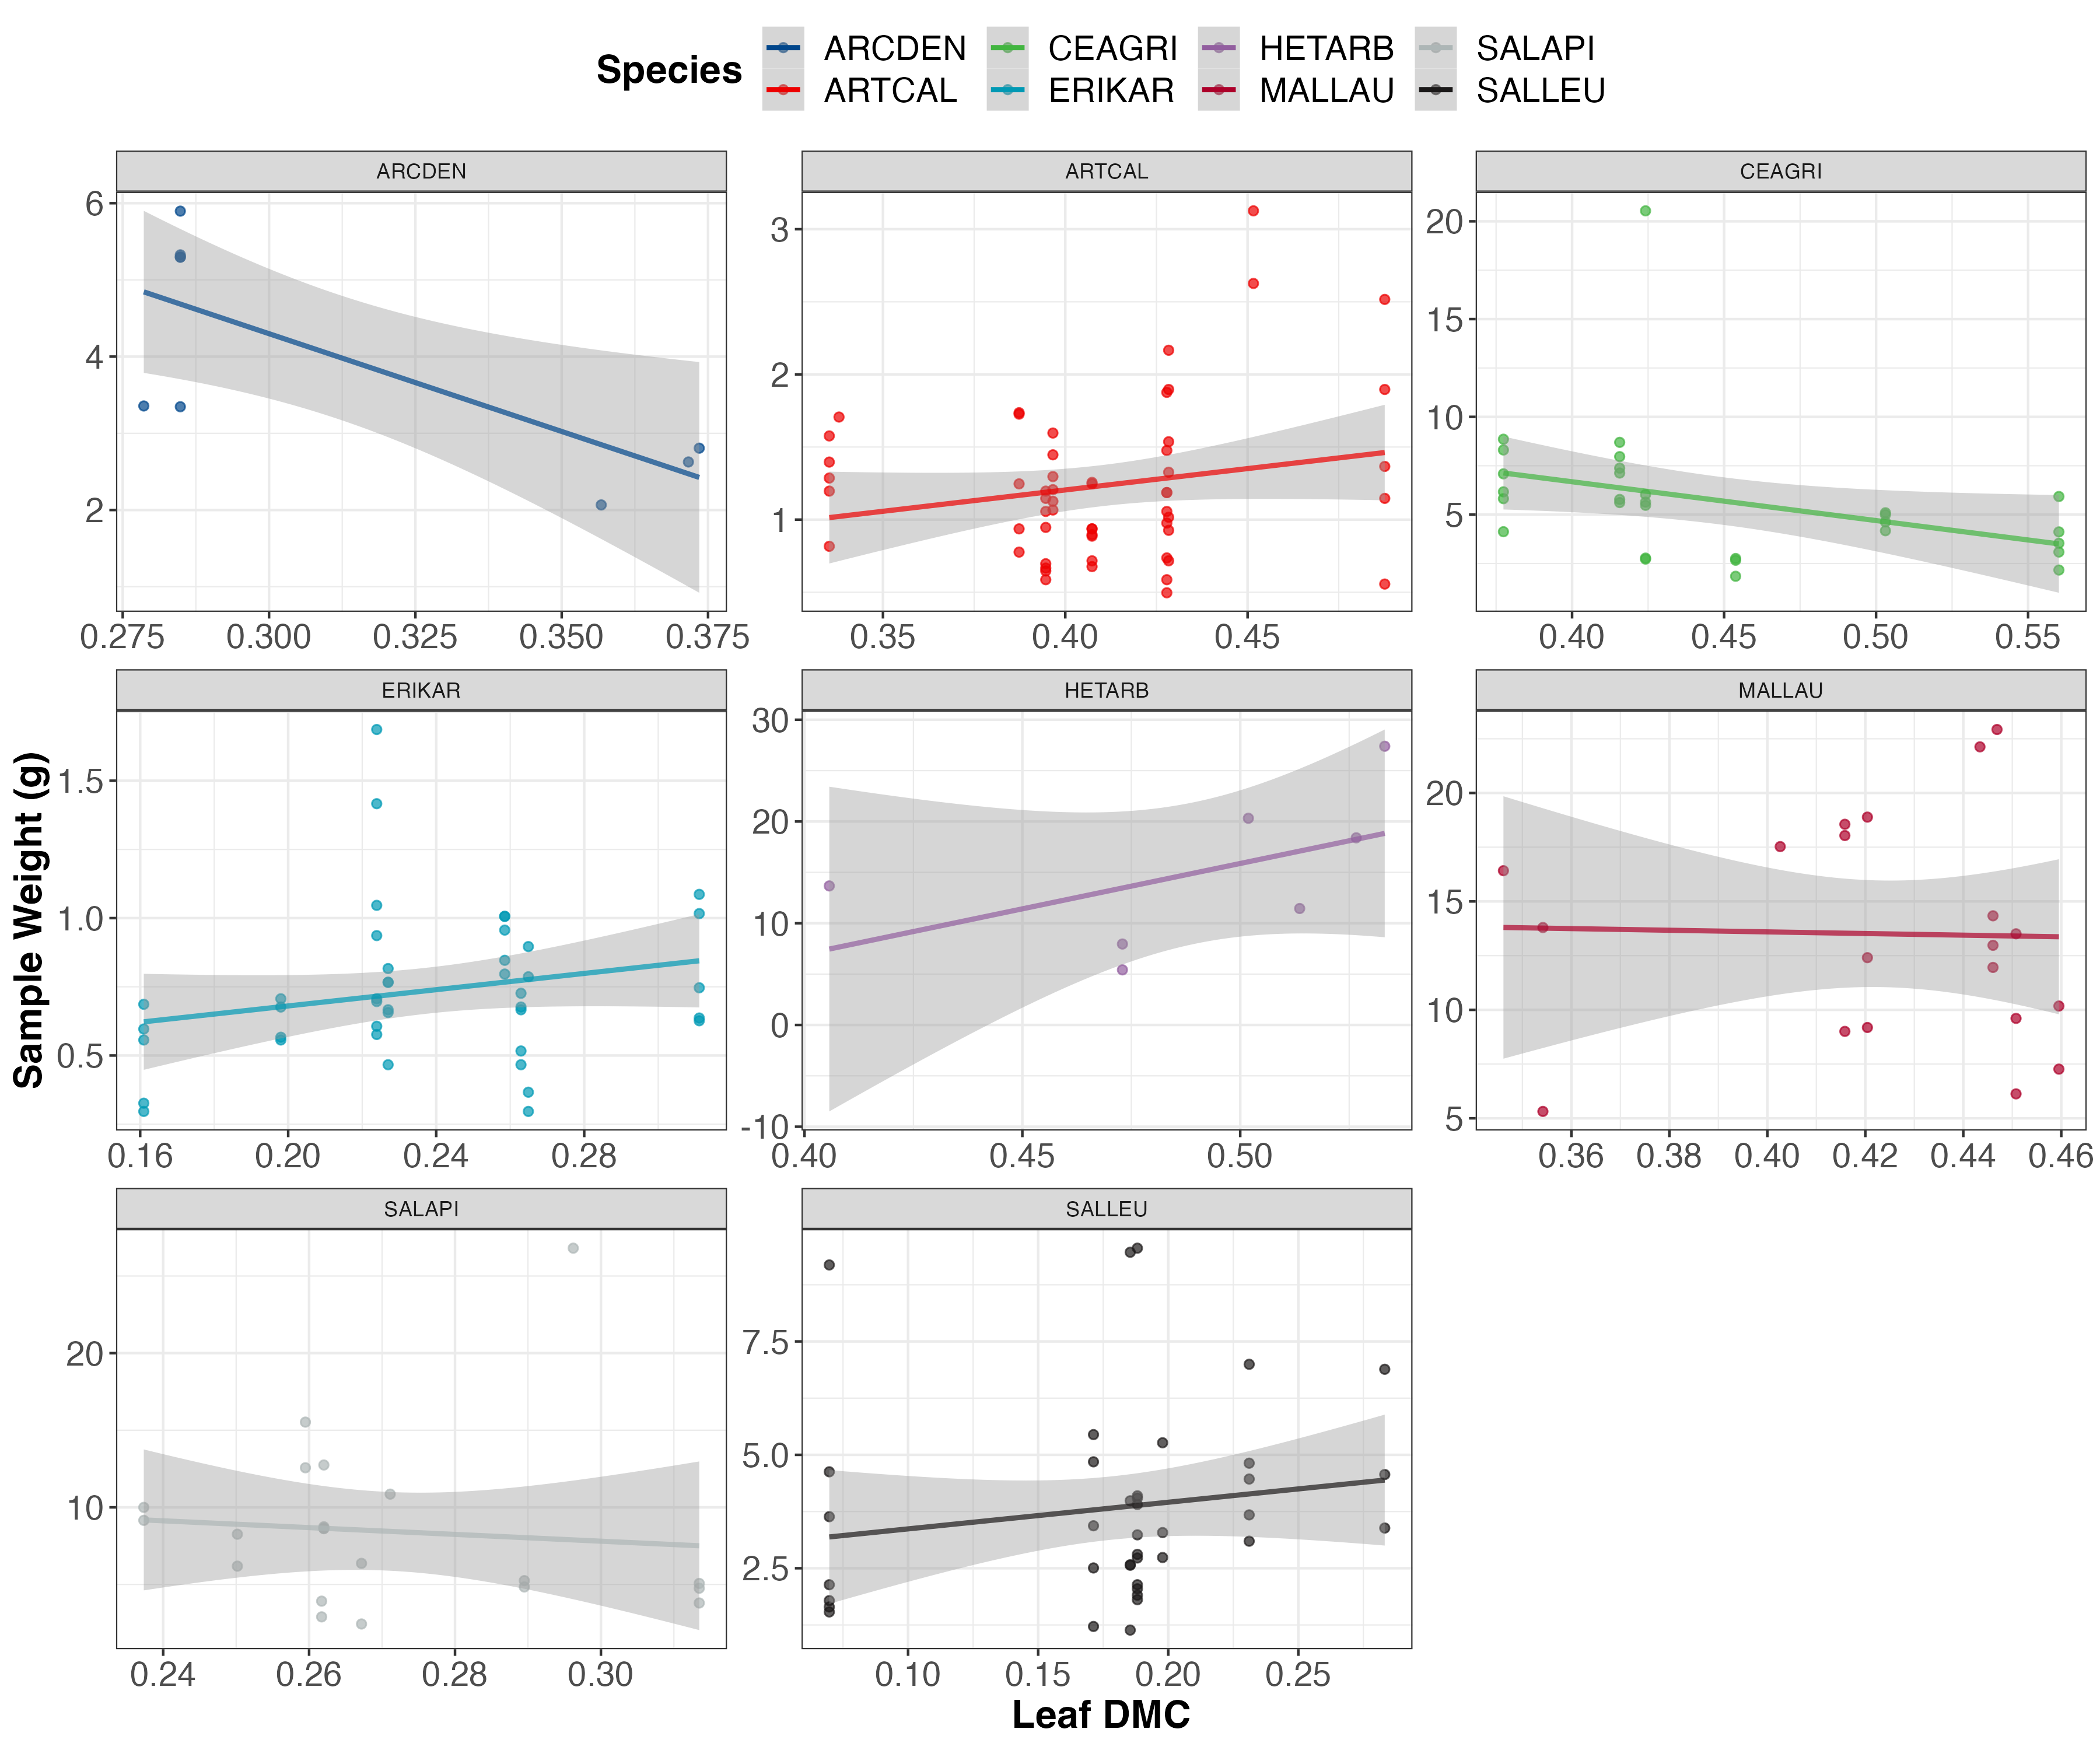 Species
ARCDEN CEAGRI HETARB SALAPI
ARTCAL ERIKAR MALLAU SALLEU
ARCDEN ARTCAL CEAGRI
6
4
2
0.275 0.300 0.325 0.350 0.375
3
2
1
0.35 0.40 0.45
20
15
10
5
0.40 0.45 0.50 0.55
ERIKAR HETARB MALLAU
Sample Weight (g)
1.5
1.0
0.5
0.16 0.20 0.24 0.28
30
20
10
0
-10
0.40 0.45 0.50
20
15
10
5
0.36 0.38 0.40 0.42 0.44 0.46
SALAPI SALLEU
20
10
0.24 0.26 0.28 0.30
7.5
5.0
2.5
0.10 0.15 0.20 0.25
Leaf DMC